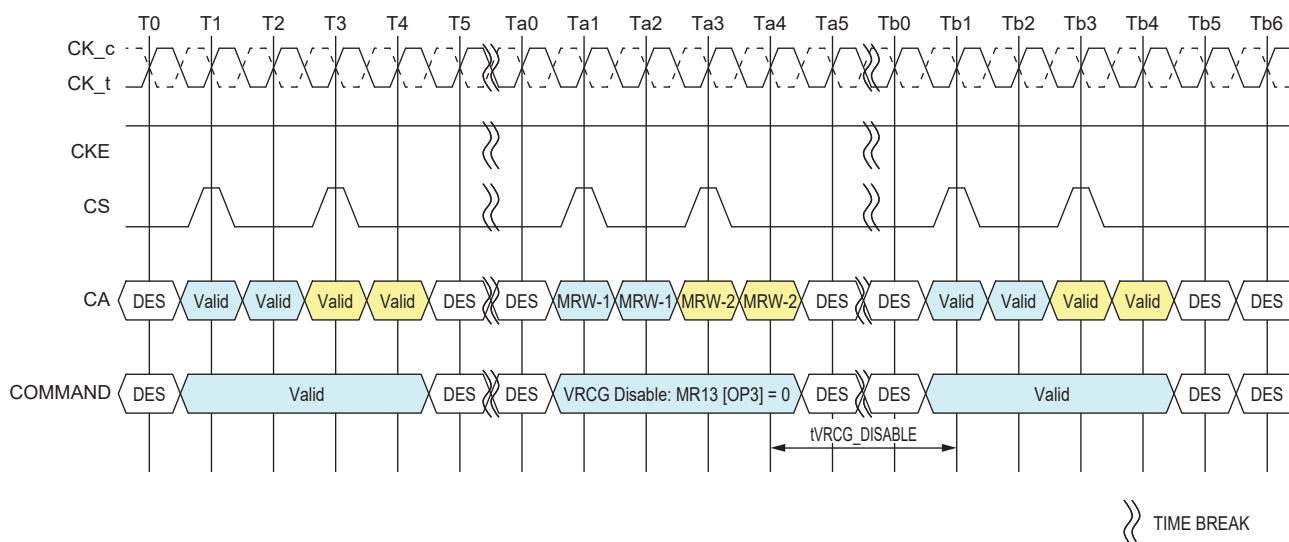 T0 T1 T2 T3 T4 T5 Ta0 Ta1 Ta2 Ta3 Ta4 Ta5 Tb0 Tb1 Tb2 Tb3 Tb4 Tb5 Tb6
CK_c
CK_t
CKE
CS
CA DES Valid Valid Valid Valid DES DES MRW-1 MRW-1 MRW-2 MRW-2 DES DES Valid Valid Valid Valid DES DES
COMMAND DES Valid DES DES VRCG Disable: MR13 [OP3] = 0 DES DES Valid DES DES
tVRCG_DISABLE
TIME BREAK